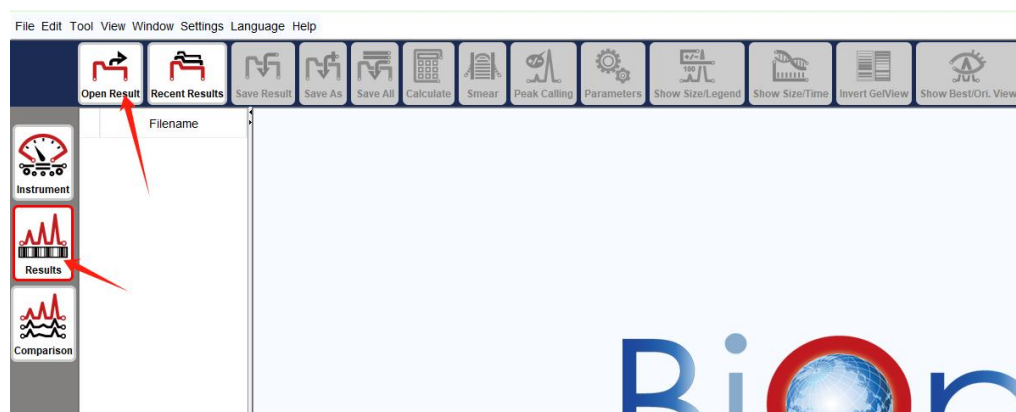 File Edit Tool View Window Settings Language Help
Open Result Recent Results Save Result Save As Save All Calculate Smear Peak Calling Parameters Show Size/Legend Show Size/Time Invert GelView Show Best/Ori. View
Filename
Instrument
Results
Comparison